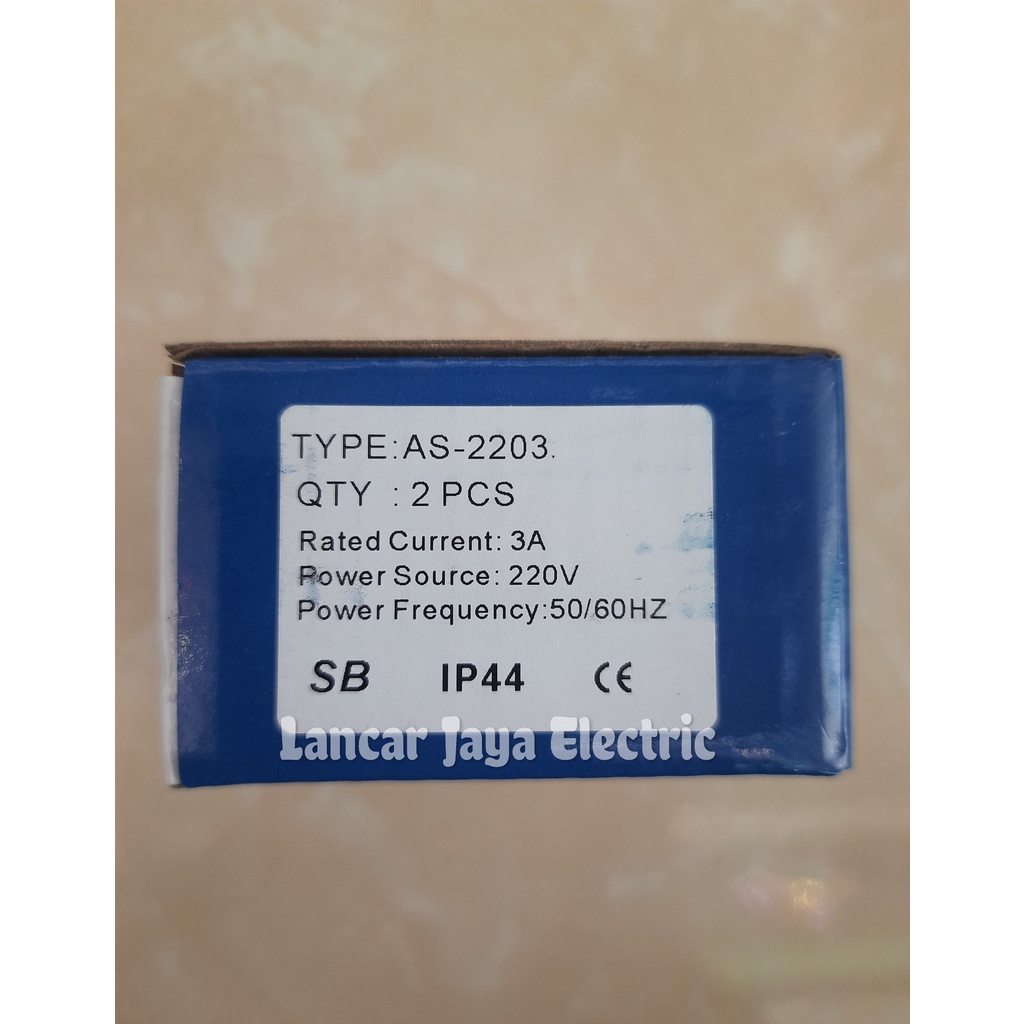 TYPE:AS-2203.
QTY : 2 PCS
Rated Current: 3A
Power Source: 220V
Power Frequency:50/60HZ
SB IP44 CE
Lancar Jaya Electric